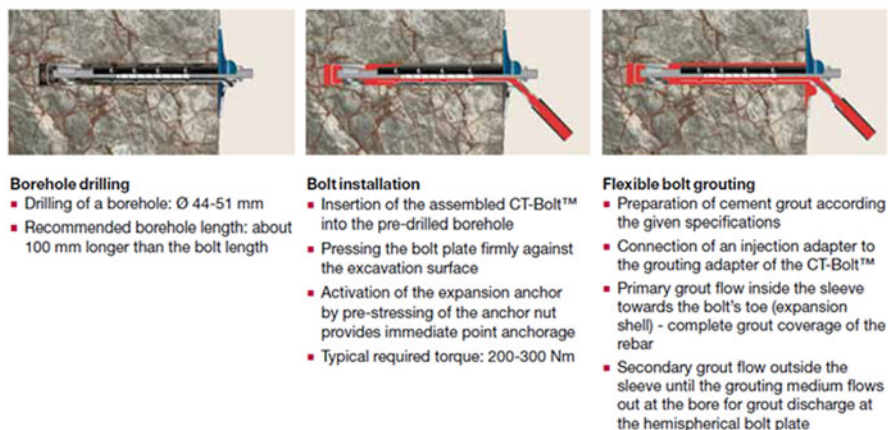 Borehole drilling
▪ Drilling of a borehole: Ø 44-51 mm
▪ Recommended borehole length: about
100 mm longer than the bolt length
Bolt installation
▪ Insertion of the assembled CT-Bolt™
into the pre-drilled borehole
▪ Pressing the bolt plate firmly against
the excavation surface
▪ Activation of the expansion anchor
by pre-stressing of the anchor nut
provides immediate point anchorage
▪ Typical required torque: 200-300 Nm
Flexible bolt grouting
▪ Preparation of cement grout according
the given specifications
▪ Connection of an injection adapter to
the grouting adapter of the CT-Bolt™
▪ Primary grout flow inside the sleeve
towards the bolt's toe (expansion
shell) - complete grout coverage of the
rebar
▪ Secondary grout flow outside the
sleeve until the grouting medium flows
out at the bore for grout discharge at
the hemispherical bolt plate